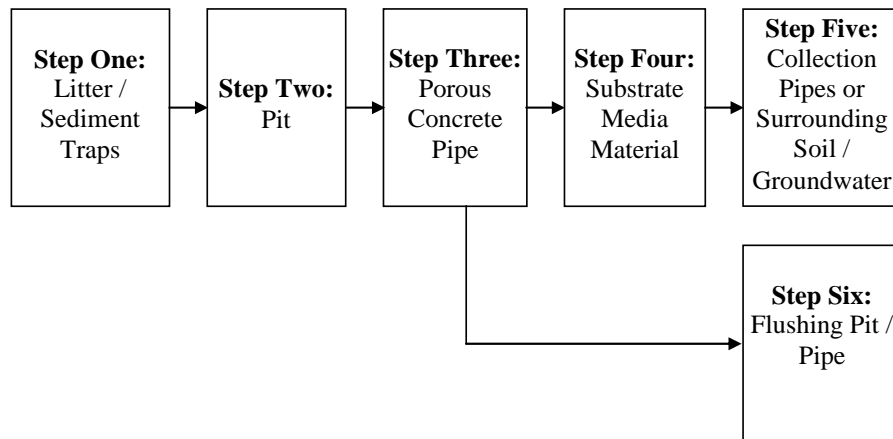 Step One:
Litter /
Sediment
Traps
Step Two:
Pit
Step Three:
Porous
Concrete
Pipe
Step Four:
Substrate
Media
Material
Step Five:
Collection
Pipes or
Surrounding
Soil /
Groundwater
Step Six:
Flushing Pit /
Pipe